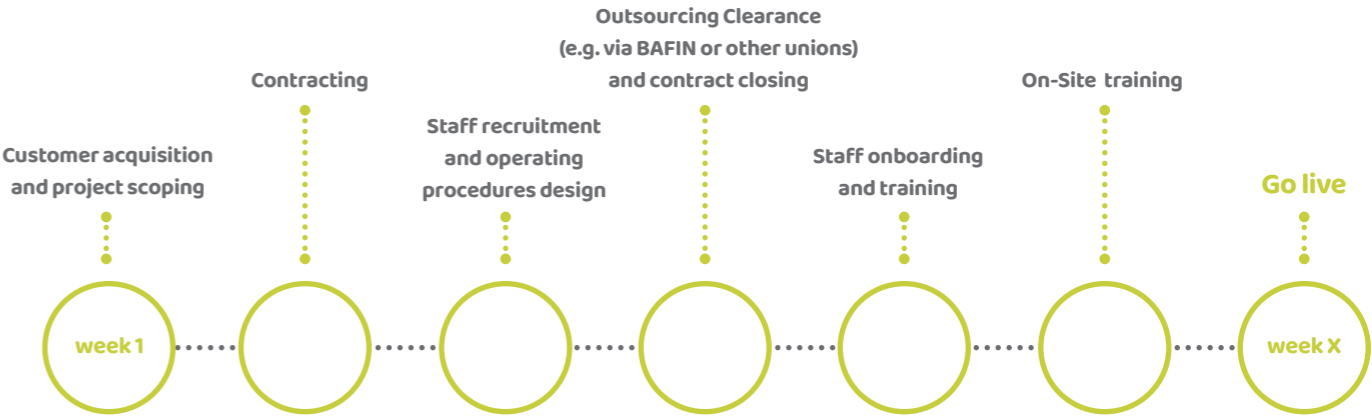 Customer acquisition
and project scoping
Contracting
Staff recruitment
and operating
procedures design
Outsourcing Clearance
(e.g. via BAFIN or other unions)
and contract closing
Staff onboarding
and training
On-Site training
Go live
week 1
week X